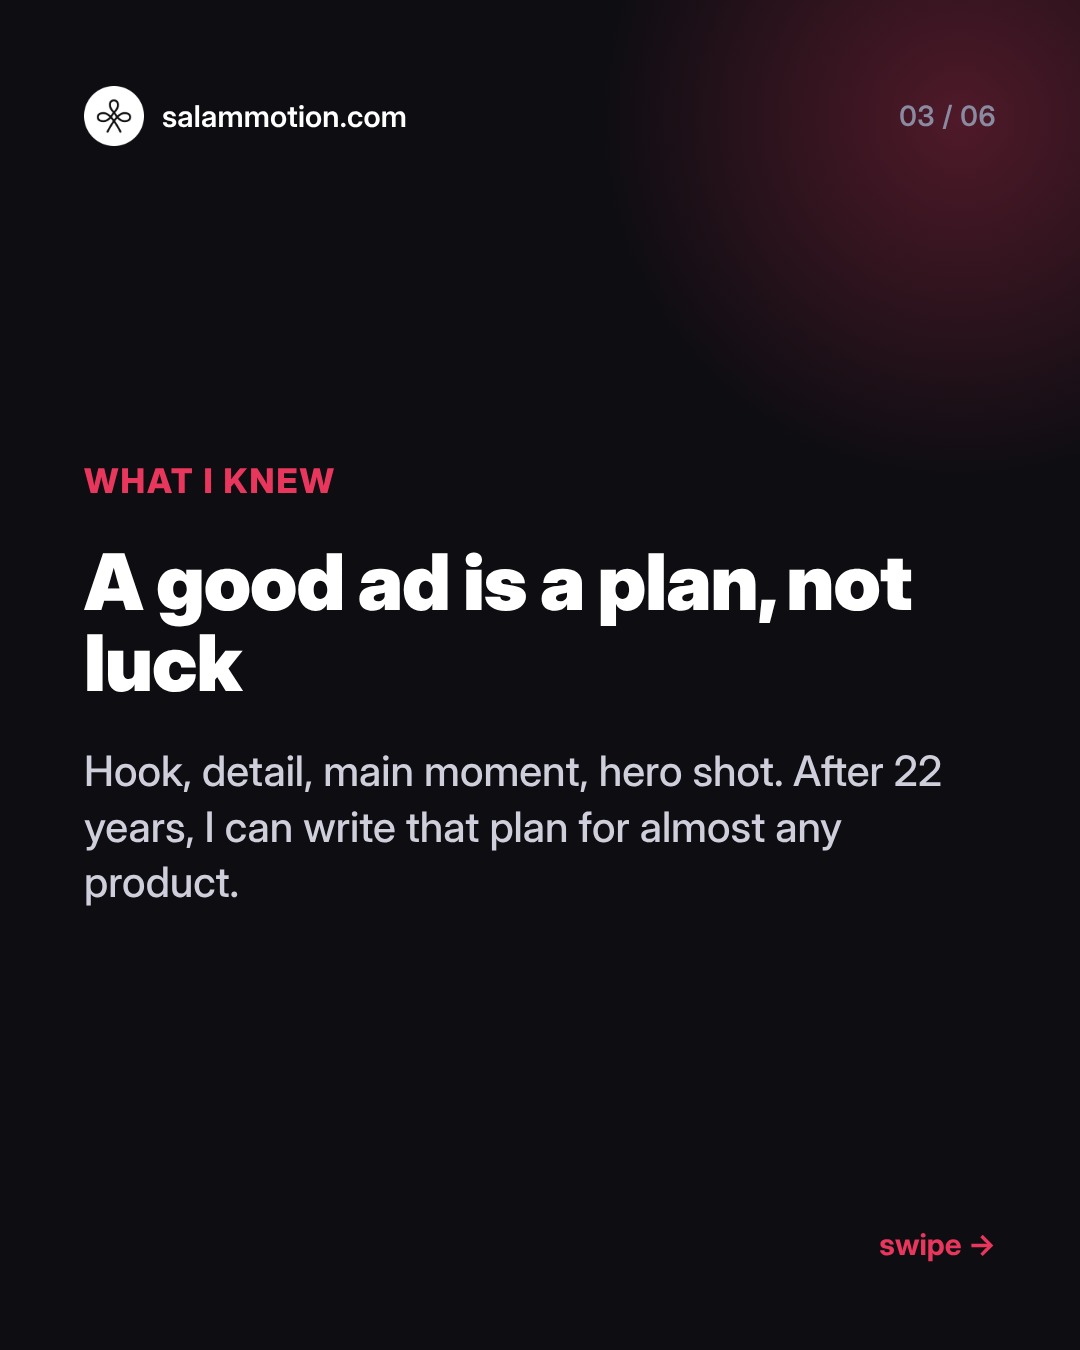 salammotion.com
03 / 06
WHAT I KNEW
A good ad is a plan, not
luck
Hook, detail, main moment, hero shot. After 22
years, I can write that plan for almost any
product.
swipe →